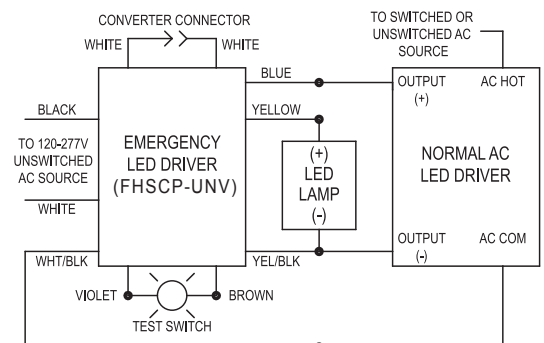 CONVERTER CONNECTOR
WHITE
WHITE
TO SWITCHED OR
UNSWITCHED AC
SOURCE
BLUE
OUTPUT
(+)
AC HOT
BLACK
YELLOW
TO 120-277V
UNSWITCHED
AC SOURCE
EMERGENCY
LED DRIVER
(FHSCP-UNV)
(+)
LED
LAMP
(-)
NORMAL AC
LED DRIVER
WHITE
OUTPUT
(-)
AC COM
WHT/BLK
YEL/BLK
VIOLET
BROWN
TEST SWITCH